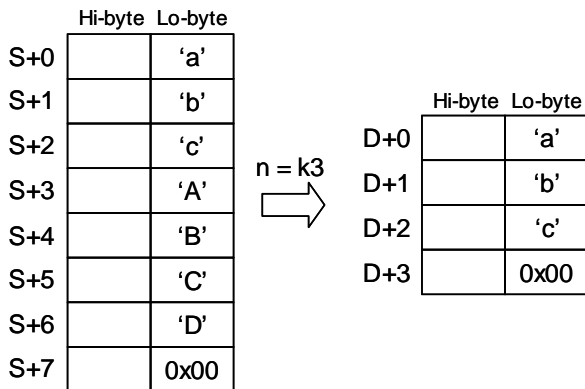 Hi-byte Lo-byte
S+0 ‘a’
S+1 ‘b’
S+2 ‘c’
S+3 ‘A’
S+4 ‘B’
S+5 ‘C’
S+6 ‘D’
S+7 0x00
n = k3
Hi-byte Lo-byte
D+0 ‘a’
D+1 ‘b’
D+2 ‘c’
D+3 0x00